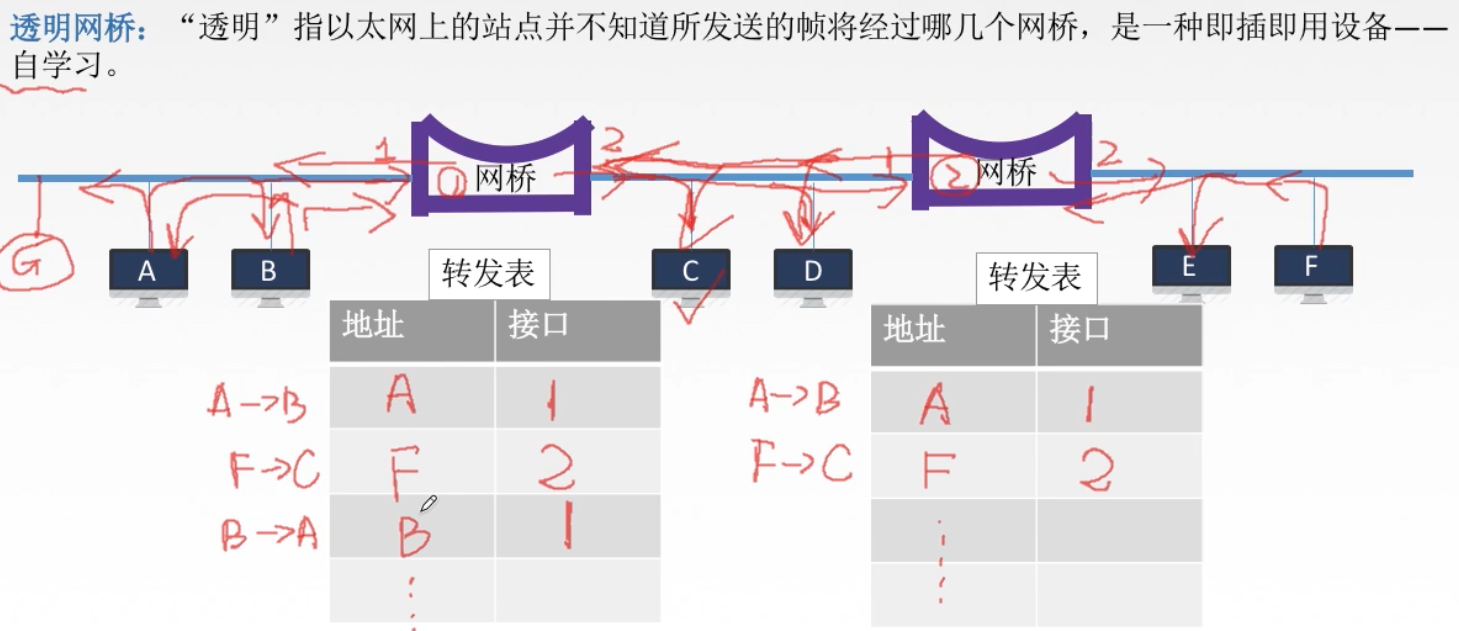 透明网桥：“透明”指以太网上的站点并不知道所发送的帧将经过哪几个网桥，是一种即插即用设备——
自学习。
1 2 1 2
① 网桥 ② 网桥
G A B C D E F
转发表 转发表
地址 接口 地址 接口
A→B A 1 A→B A 1
F→C F 2 F→C F 2
B→A B 1